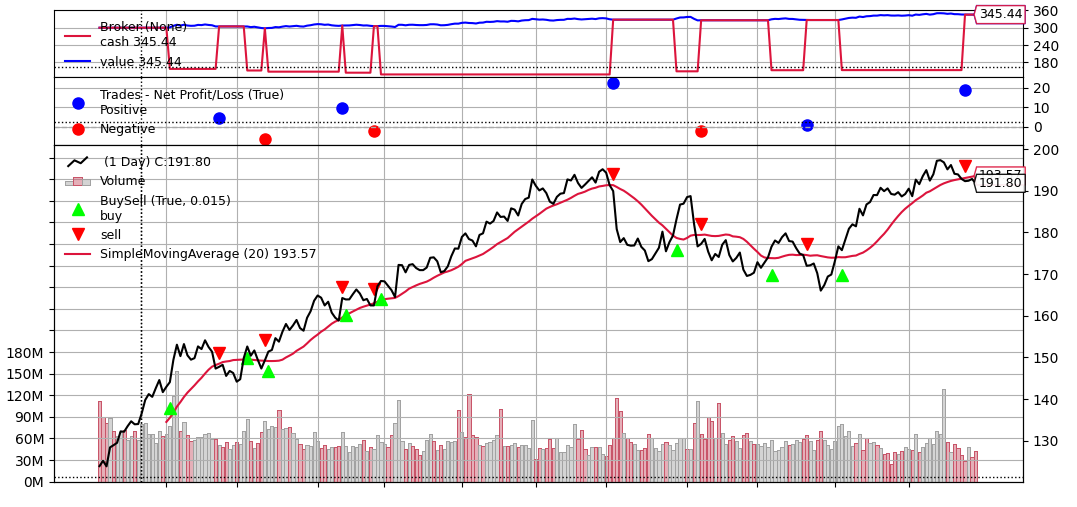 Broker (None)
cash 345.44
value 345.44
345.44
360
300
240
180
Trades - Net Profit/Loss (True)
Positive
Negative
20
10
0
(1 Day) C:191.80
Volume
BuySell (True, 0.015)
buy
sell
SimpleMovingAverage (20) 193.57
193.57
191.80
200
190
180
170
160
150
140
130
180M
150M
120M
90M
60M
30M
0M